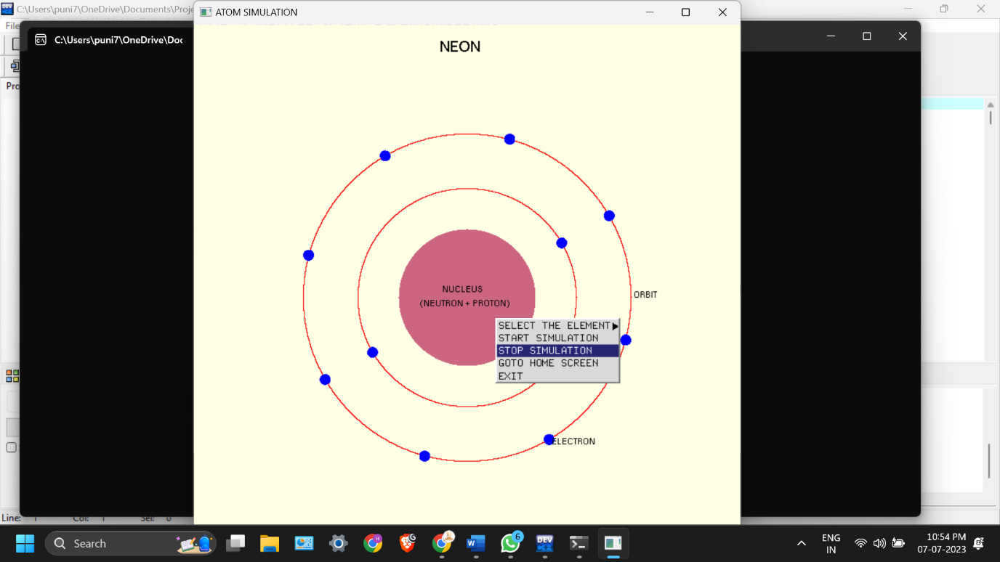 C:\Users\puni7\OneDrive\Documents\Proje
ATOM SIMULATION
File
C:\Users\puni7\OneDrive\Doc
NEON
Pro
NUCLEUS
(NEUTRON + PROTON)
ORBIT
SELECT THE ELEMENT
START SIMULATION
STOP SIMULATION
GOTO HOME SCREEN
EXIT
ELECTRON
Line: 1 Col: 1 Sel: 0
Search
6
DEV
ENG
IN
10:54 PM
07-07-2023